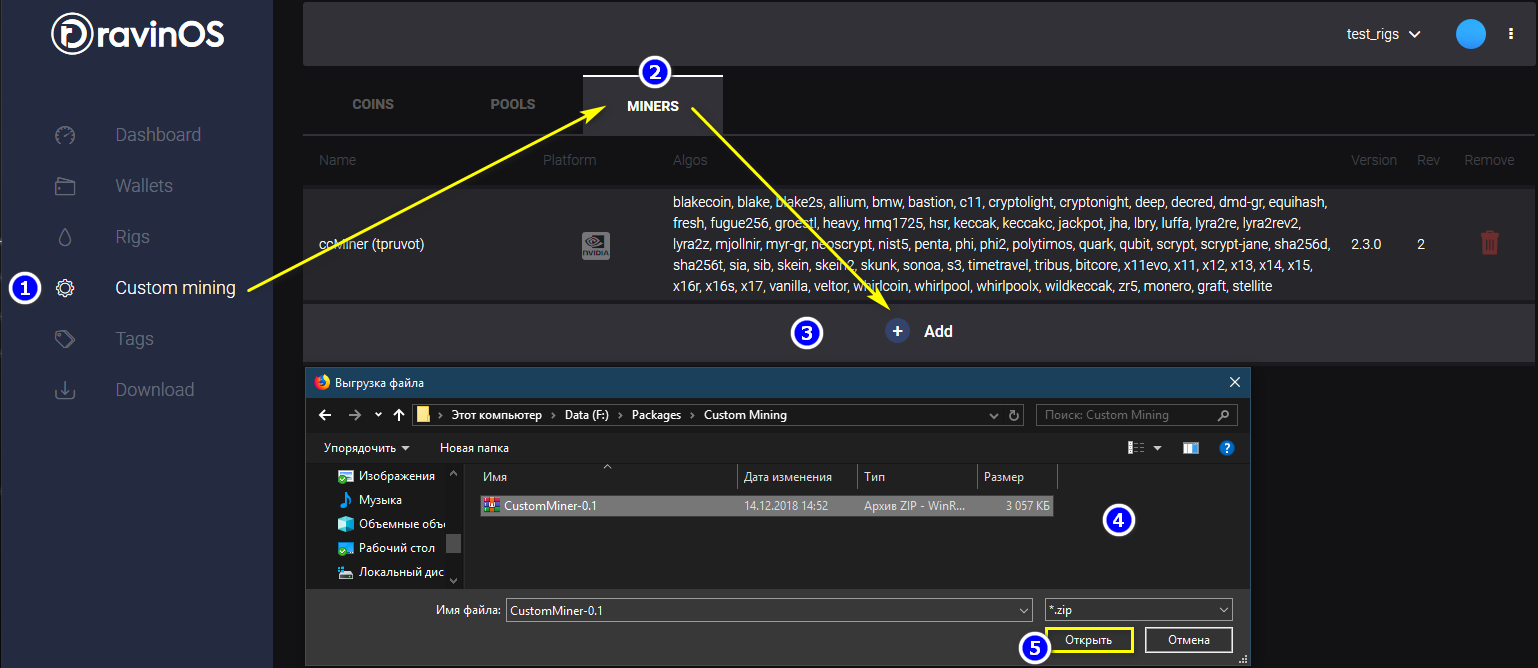 DravinOS
test_rigs
2
COINS
POOLS
MINERS
Dashboard
Wallets
Rigs
1
Custom mining
Tags
Download
Name
Platform
Algos
Version
Rev
Remove
ccMiner (tpruvot)
NVIDIA
blakecoin, blake, blake2s, allium, bmw, bastion, c11, cryptolight, cryptonight, deep, decred, dmd-gr, equihash,
fresh, fugue256, groestl, heavy, hmq1725, hsr, keccak, keccakc, jackpot, jha, lbry, luffa, lyra2re, lyra2rev2,
lyra2z, mjollnir, myr-gr, neoscrypt, nist5, penta, phi, phi2, polytimos, quark, qubit, scrypt, scrypt-jane, sha256d,
sha256t, sia, sib, skein, skein2, skunk, sonoa, s3, timetravel, tribus, bitcore, x11evo, x11, x12, x13, x14, x15,
x16r, x16s, x17, vanilla, veltor, whirlcoin, whirlpool, whirlpoolx, wildkeccak, zr5, monero, graft, stellite
2.3.0
2
3
+ Add
Выгрузка файла
Этот компьютер › Data (F:) › Packages › Custom Mining
Поиск: Custom Mining
Упорядочить
Новая папка
?
Изображения
Музыка
Объемные объ
Рабочий стол
Локальный дис
Имя
Дата изменения
Тип
Размер
CustomMiner-0.1
14.12.2018 14:52
Архив ZIP - WinR...
3 057 КБ
4
Имя файла:
CustomMiner-0.1
*.zip
5
Открыть
Отмена